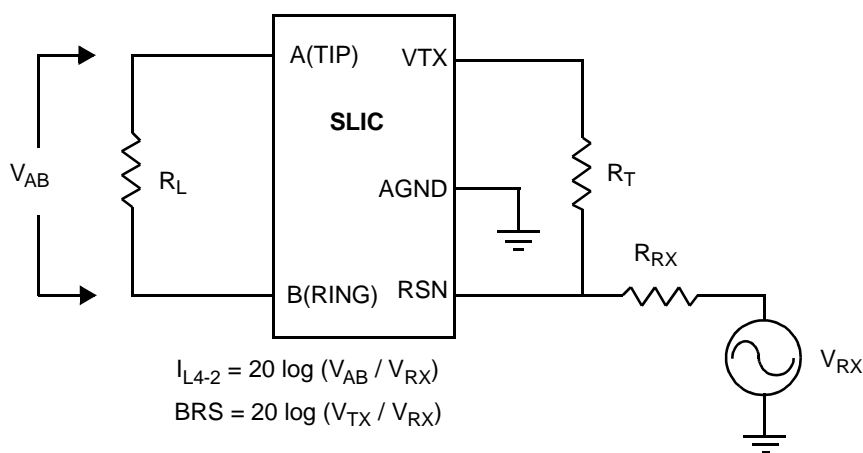 A(TIP)
VTX
SLIC
V_AB
R_L
AGND
R_T
R_RX
B(RING)
RSN
V_RX
I_L4-2 = 20 log (V_AB / V_RX)
BRS = 20 log (V_TX / V_RX)